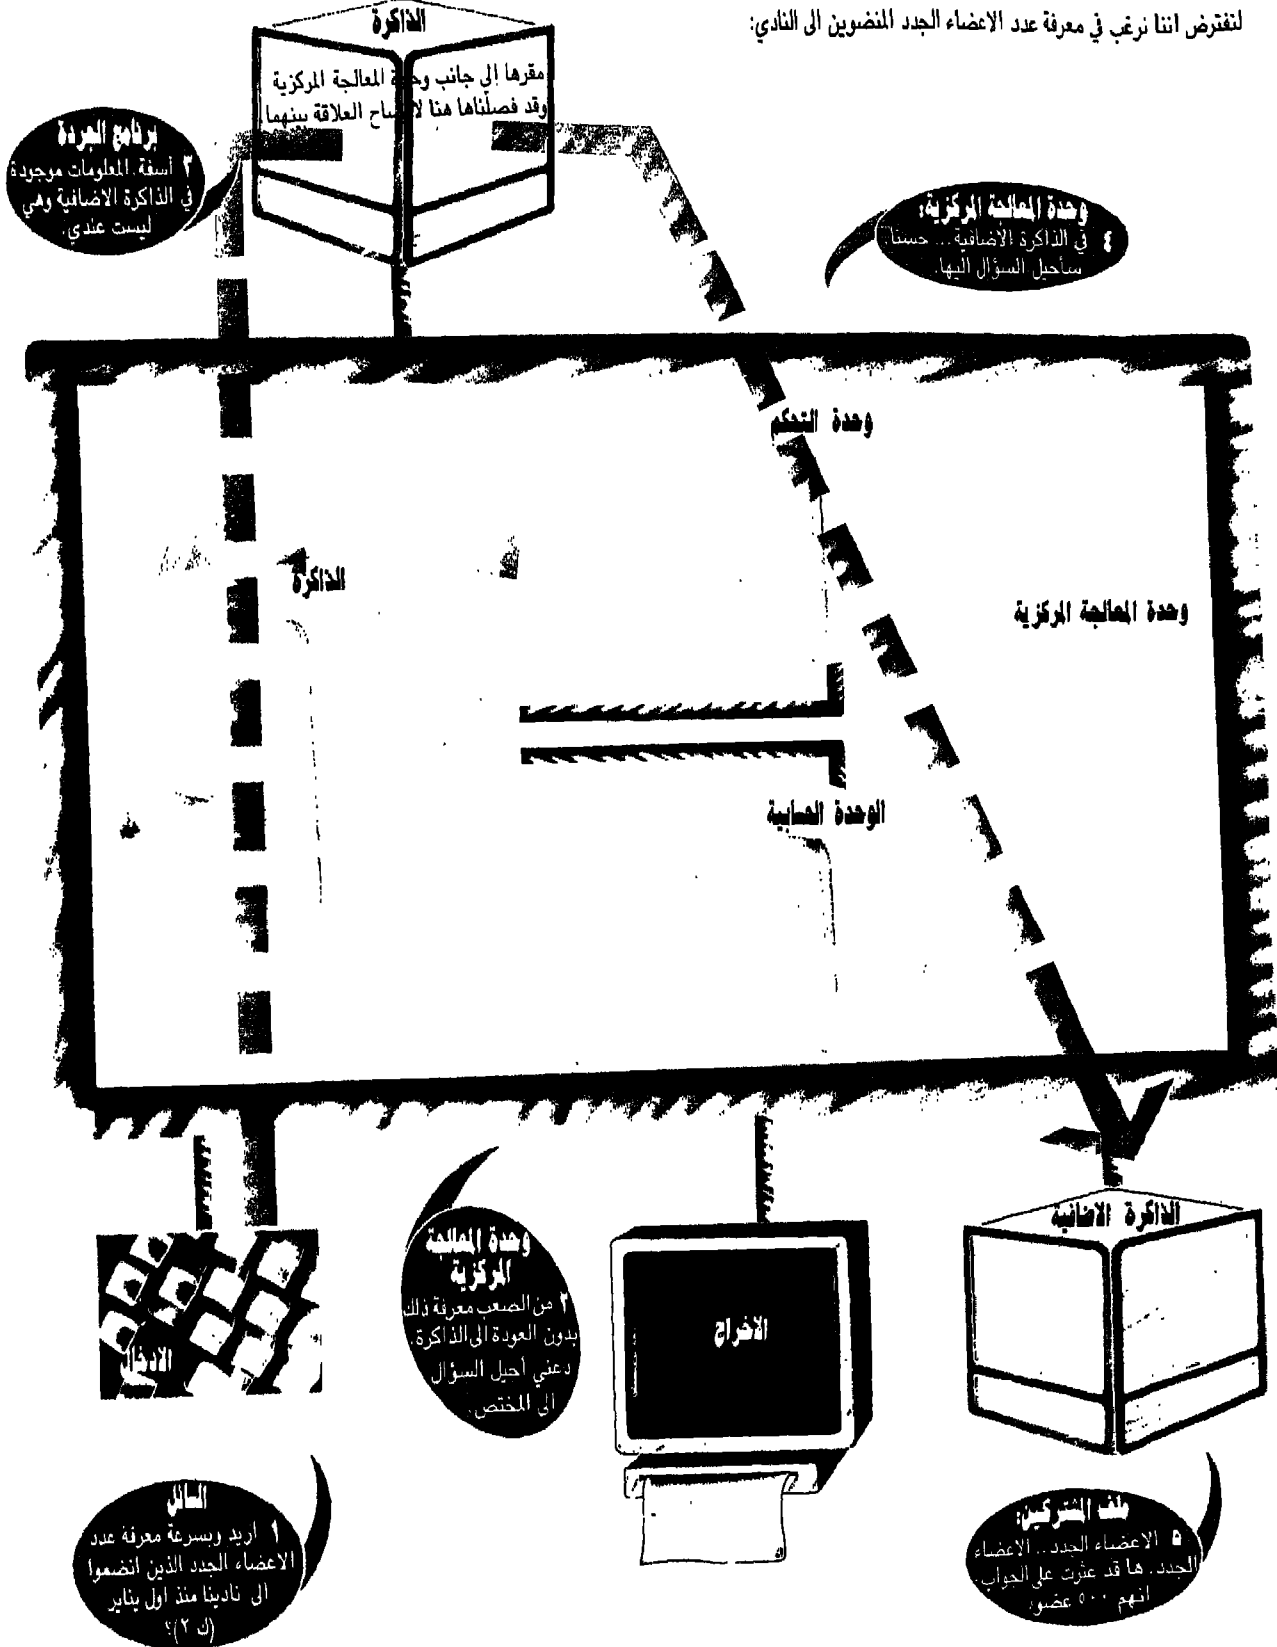 لنفترض اننا نرغب في معرفة عدد الاعضاء الجدد المنضوين الى النادي:
الذاكرة
مقرها إلى جانب وحدة المعالجة المركزية
وقد فصلناها هنا لايضاح العلاقة بينهما.
برنامج الجردة
٣ آسفة. المعلومات موجودة
في الذاكرة الاضافية وهي
ليست عندي.
وحدة المعالجة المركزية:
٤ في الذاكرة الاضافية... حسنا.
سأحيل السؤال اليها.
وحدة التحكم
الذاكرة
وحدة المعالجة المركزية
الوحدة الحسابية
الادخال
وحدة المعالجة
المركزية
٢ من الصعب معرفة ذلك
بدون العودة الى الذاكرة.
دعني أحيل السؤال
الى المختص.
الاخراج
الذاكرة الاضافية
السائل
١ اريد وبسرعة معرفة عدد
الاعضاء الجدد الذين انضموا
الى نادينا منذ اول يناير
(ك ٢)؟
ملف المشتركين:
٥ الاعضاء الجدد.. الاعضاء
الجدد. ها قد عثرت على الجواب.
انهم ٥٠٠ عضو.